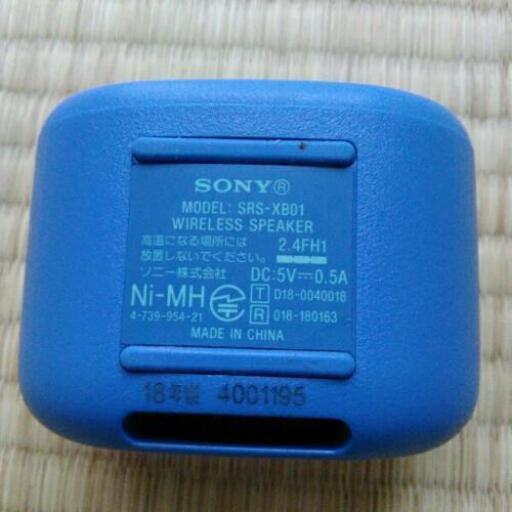 SONY®
MODEL: SRS-XB01
WIRELESS SPEAKER
高温になる場所には
放置しないでください。
2.4FH1
ソニー株式会社
DC:5V⎓0.5A
Ni-MH
T D18-0040018
R 018-180163
4-739-954-21
MADE IN CHINA
18年製 4001195